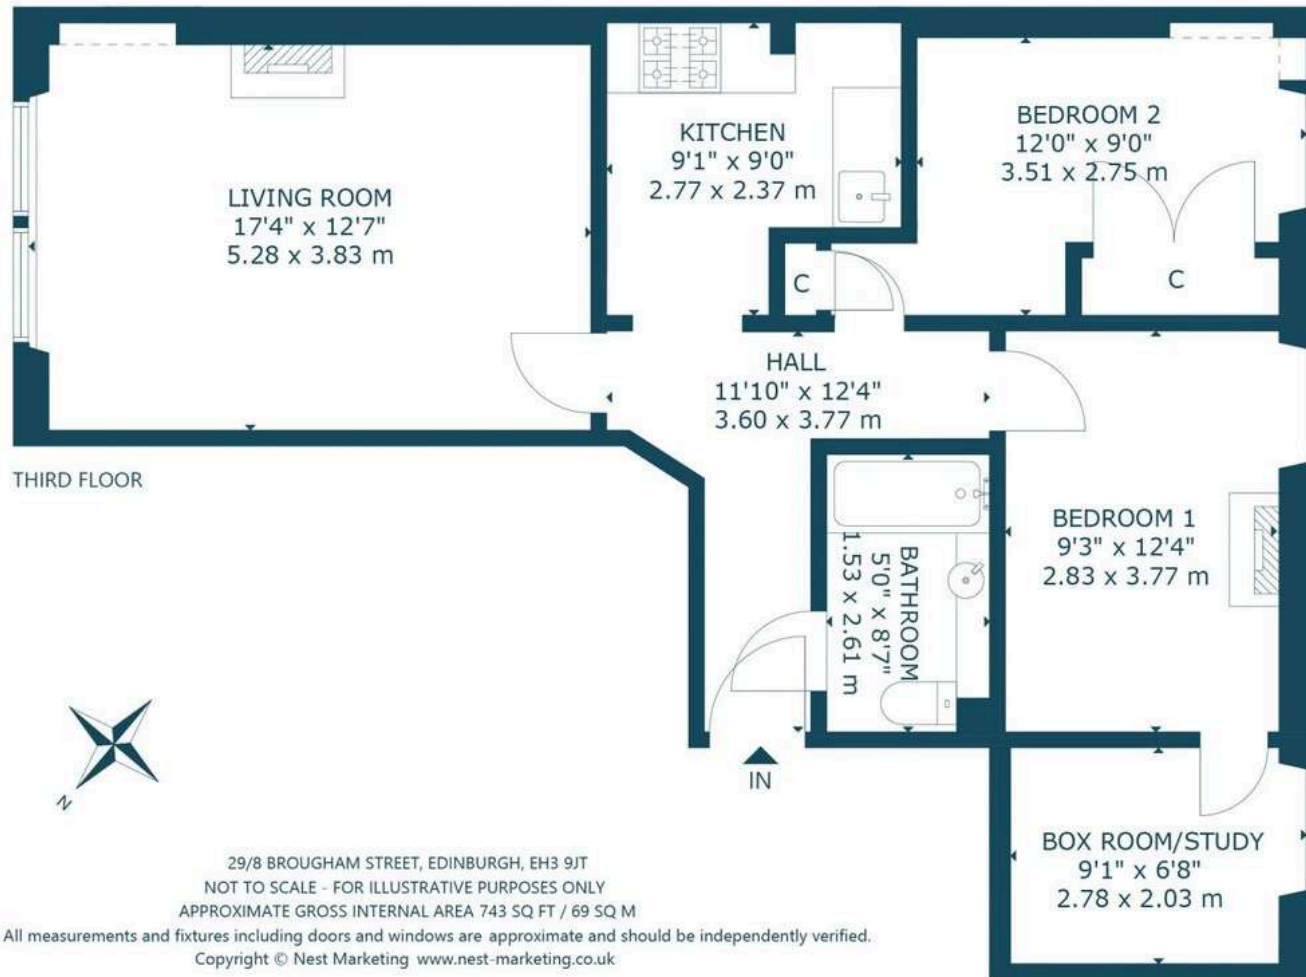 LIVING ROOM
17'4" x 12'7"
5.28 x 3.83 m
KITCHEN
9'1" x 9'0"
2.77 x 2.37 m
BEDROOM 2
12'0" x 9'0"
3.51 x 2.75 m
C
C
HALL
11'10" x 12'4"
3.60 x 3.77 m
THIRD FLOOR
BATHROOM
5'0" x 8'7"
1.53 x 2.61 m
BEDROOM 1
9'3" x 12'4"
2.83 x 3.77 m
IN
N
BOX ROOM/STUDY
9'1" x 6'8"
2.78 x 2.03 m
29/8 BROUGHAM STREET, EDINBURGH, EH3 9JT
NOT TO SCALE - FOR ILLUSTRATIVE PURPOSES ONLY
APPROXIMATE GROSS INTERNAL AREA 743 SQ FT / 69 SQ M
All measurements and fixtures including doors and windows are approximate and should be independently verified.
Copyright © Nest Marketing www.nest-marketing.co.uk